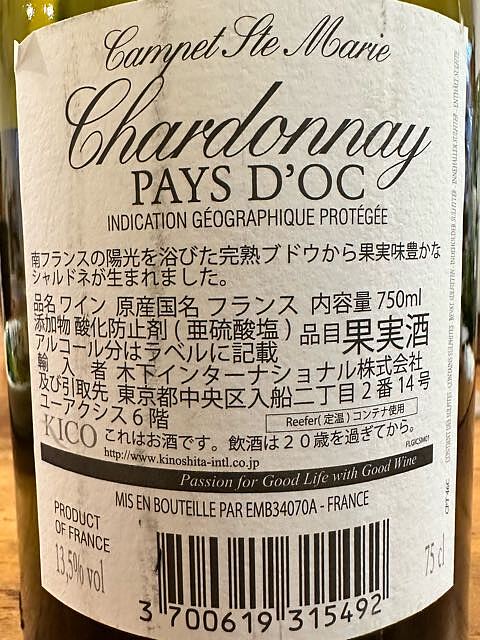 Campet Ste Marie
Chardonnay
PAYS D'OC
INDICATION GÉOGRAPHIQUE PROTÉGÉE
南フランスの陽光を浴びた完熟ブドウから果実味豊かな
シャルドネが生まれました。
品名 ワイン 原産国名 フランス 内容量 750ml
添加物 酸化防止剤(亜硫酸塩) 品目 果実酒
アルコール分はラベルに記載
輸入者 木下インターナショナル株式会社
及び引取先 東京都中央区入船二丁目2番14号
ユーアクシス6階
Reefer(定温)コンテナ使用
KICO これはお酒です。飲酒は20歳を過ぎてから。
http://www.kinoshita-intl.co.jp
FLGICSM01
Passion for Good Life with Good Wine
MIS EN BOUTEILLE PAR EMB34070A - FRANCE
PRODUCT
OF FRANCE
13,5% vol
75 cl
3 700619 315492
CPT 46C